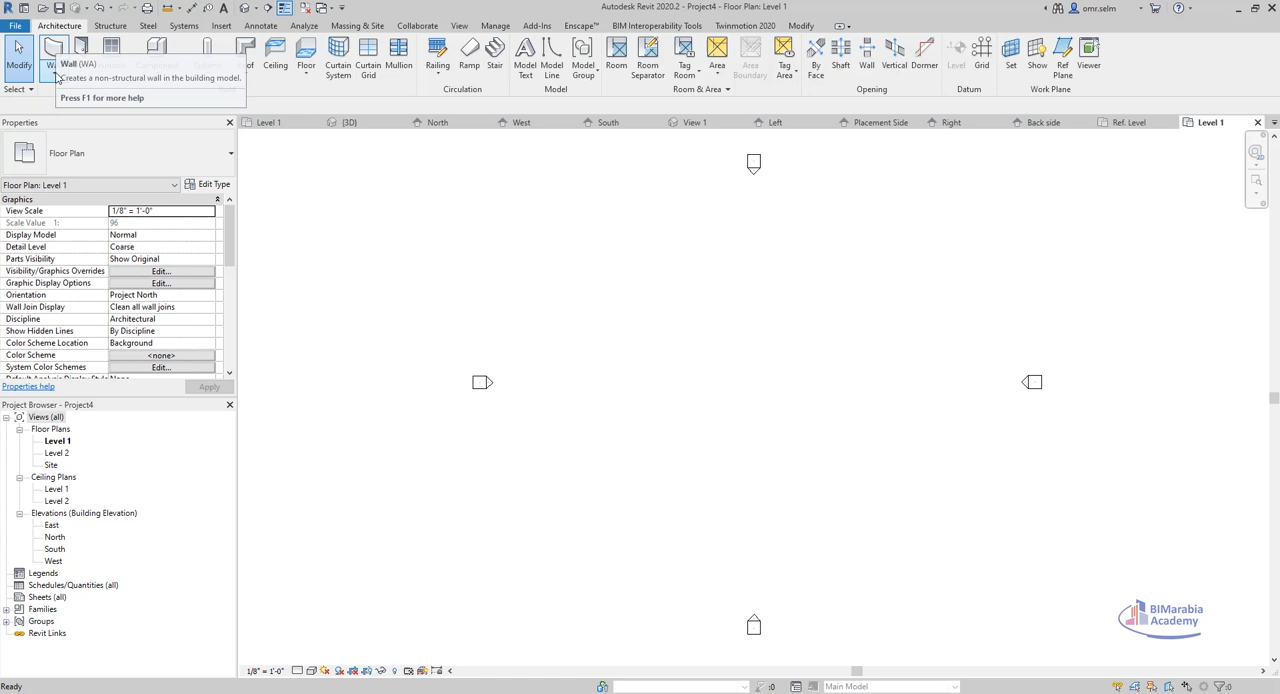 Autodesk Revit 2020.2 - Project4 - Floor Plan: Level 1
omr.selm
File Architecture Structure Steel Systems Insert Annotate Analyze Massing & Site Collaborate View Manage Add-Ins Enscape™ BIM Interoperability Tools Twinmotion 2020 Modify
Modify
Ceiling
Floor
Curtain System
Curtain Grid
Mullion
Railing
Ramp
Stair
Model Text
Model Line
Model Group
Room
Room Separator
Tag Room
Area
Area Boundary
Tag Area
By Face
Shaft
Wall
Vertical
Dormer
Level
Grid
Set
Show
Ref Plane
Viewer
Select
Circulation
Model
Room & Area
Opening
Datum
Work Plane
Wall (WA)
Creates a non-structural wall in the building model.
Press F1 for more help
Properties
Level 1
{3D}
North
West
South
View 1
Left
Placement Side
Right
Back side
Ref. Level
Level 1
Floor Plan
Floor Plan: Level 1
Edit Type
Graphics
View Scale 1/8" = 1'-0"
Scale Value 1: 96
Display Model Normal
Detail Level Coarse
Parts Visibility Show Original
Visibility/Graphics Overrides Edit...
Graphic Display Options Edit...
Orientation Project North
Wall Join Display Clean all wall joins
Discipline Architectural
Show Hidden Lines By Discipline
Color Scheme Location Background
Color Scheme <none>
System Color Schemes Edit...
Properties help
Apply
Project Browser - Project4
Views (all)
Floor Plans
Level 1
Level 2
Site
Ceiling Plans
Level 1
Level 2
Elevations (Building Elevation)
East
North
South
West
Legends
Schedules/Quantities (all)
Sheets (all)
Families
Groups
Revit Links
BIMarabia
Academy
1/8" = 1'-0"
Ready
:0
Main Model
:0